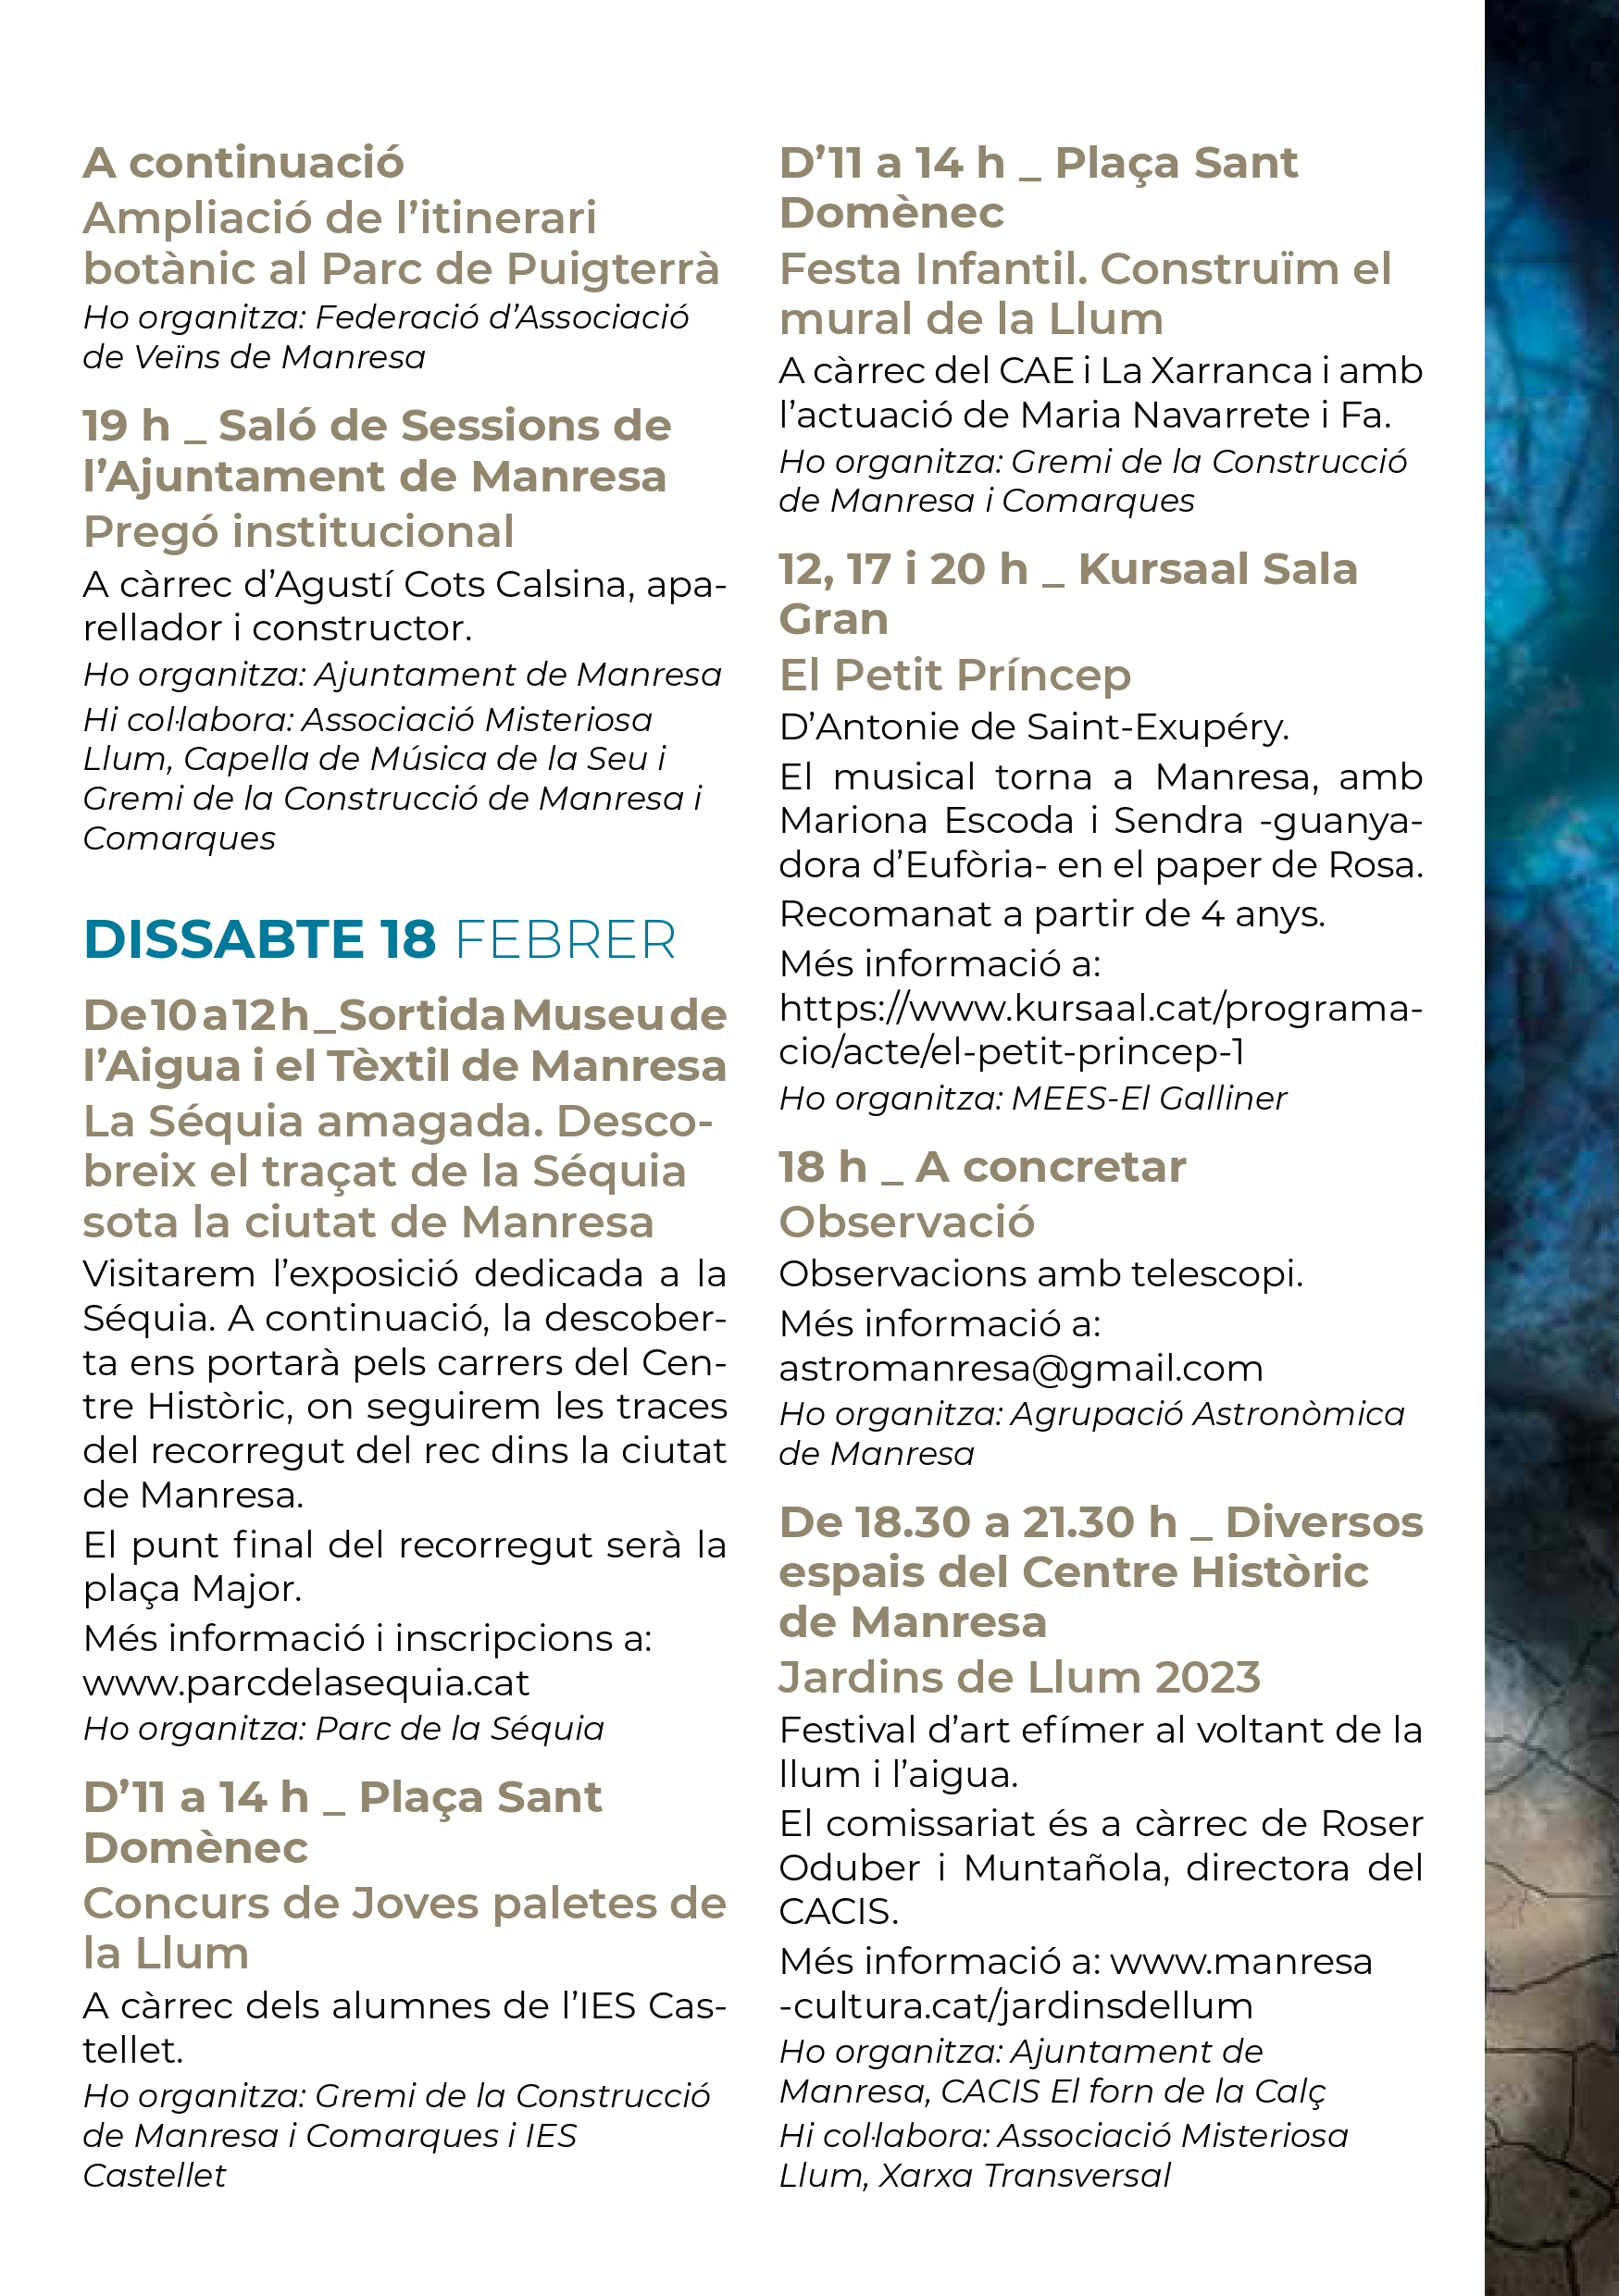 A continuació
Ampliació de l’itinerari
botànic al Parc de Puigterrà
Ho organitza: Federació d’Associació
de Veïns de Manresa
19 h _ Saló de Sessions de
l’Ajuntament de Manresa
Pregó institucional
A càrrec d’Agustí Cots Calsina, apa-
rellador i constructor.
Ho organitza: Ajuntament de Manresa
Hi col·labora: Associació Misteriosa
Llum, Capella de Música de la Seu i
Gremi de la Construcció de Manresa i
Comarques
DISSABTE 18 FEBRER
De 10 a 12 h _ Sortida Museu de
l’Aigua i el Tèxtil de Manresa
La Séquia amagada. Desco-
breix el traçat de la Séquia
sota la ciutat de Manresa
Visitarem l’exposició dedicada a la
Séquia. A continuació, la descober-
ta ens portarà pels carrers del Cen-
tre Històric, on seguirem les traces
del recorregut del rec dins la ciutat
de Manresa.
El punt final del recorregut serà la
plaça Major.
Més informació i inscripcions a:
www.parcdelasequia.cat
Ho organitza: Parc de la Séquia
D’11 a 14 h _ Plaça Sant
Domènec
Concurs de Joves paletes de
la Llum
A càrrec dels alumnes de l’IES Cas-
tellet.
Ho organitza: Gremi de la Construcció
de Manresa i Comarques i IES
Castellet
D’11 a 14 h _ Plaça Sant
Domènec
Festa Infantil. Construïm el
mural de la Llum
A càrrec del CAE i La Xarranca i amb
l’actuació de Maria Navarrete i Fa.
Ho organitza: Gremi de la Construcció
de Manresa i Comarques
12, 17 i 20 h _ Kursaal Sala
Gran
El Petit Príncep
D’Antonie de Saint-Exupéry.
El musical torna a Manresa, amb
Mariona Escoda i Sendra -guanya-
dora d’Eufòria- en el paper de Rosa.
Recomanat a partir de 4 anys.
Més informació a:
https://www.kursaal.cat/programa-
cio/acte/el-petit-princep-1
Ho organitza: MEES-El Galliner
18 h _ A concretar
Observació
Observacions amb telescopi.
Més informació a:
astromanresa@gmail.com
Ho organitza: Agrupació Astronòmica
de Manresa
De 18.30 a 21.30 h _ Diversos
espais del Centre Històric
de Manresa
Jardins de Llum 2023
Festival d’art efímer al voltant de la
llum i l’aigua.
El comissariat és a càrrec de Roser
Oduber i Muntañola, directora del
CACIS.
Més informació a: www.manresa
-cultura.cat/jardinsdellum
Ho organitza: Ajuntament de
Manresa, CACIS El forn de la Calç
Hi col·labora: Associació Misteriosa
Llum, Xarxa Transversal